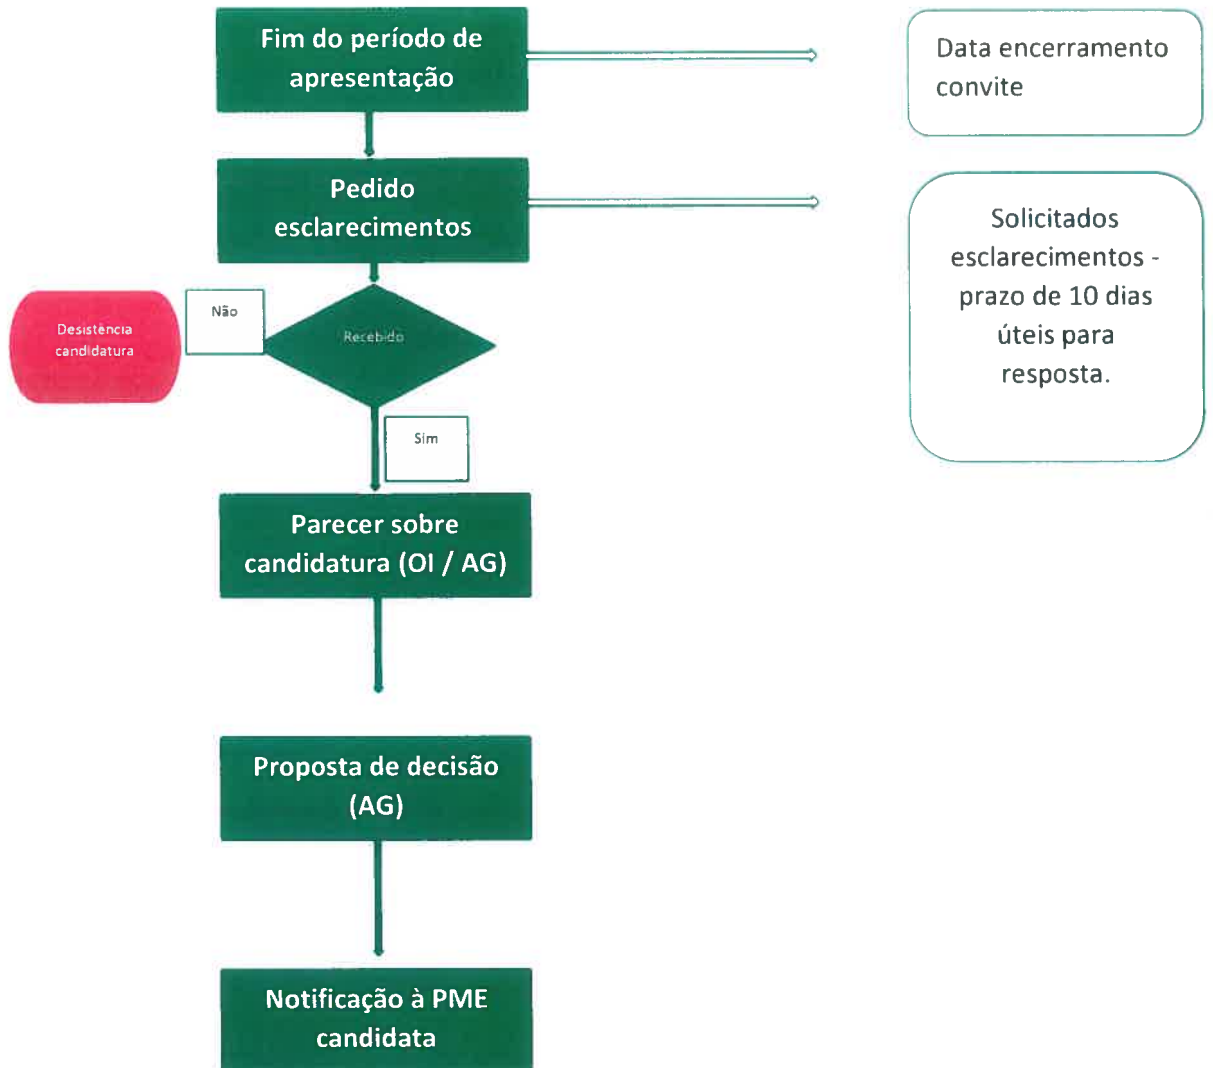 Fim do período de
apresentação
Data encerramento
convite
Pedido
esclarecimentos
Solicitados
esclarecimentos -
prazo de 10 dias
úteis para
resposta.
Desistência
candidatura
Não
Recebido
Sim
Parecer sobre
candidatura (OI / AG)
Proposta de decisão
(AG)
Notificação à PME
candidata